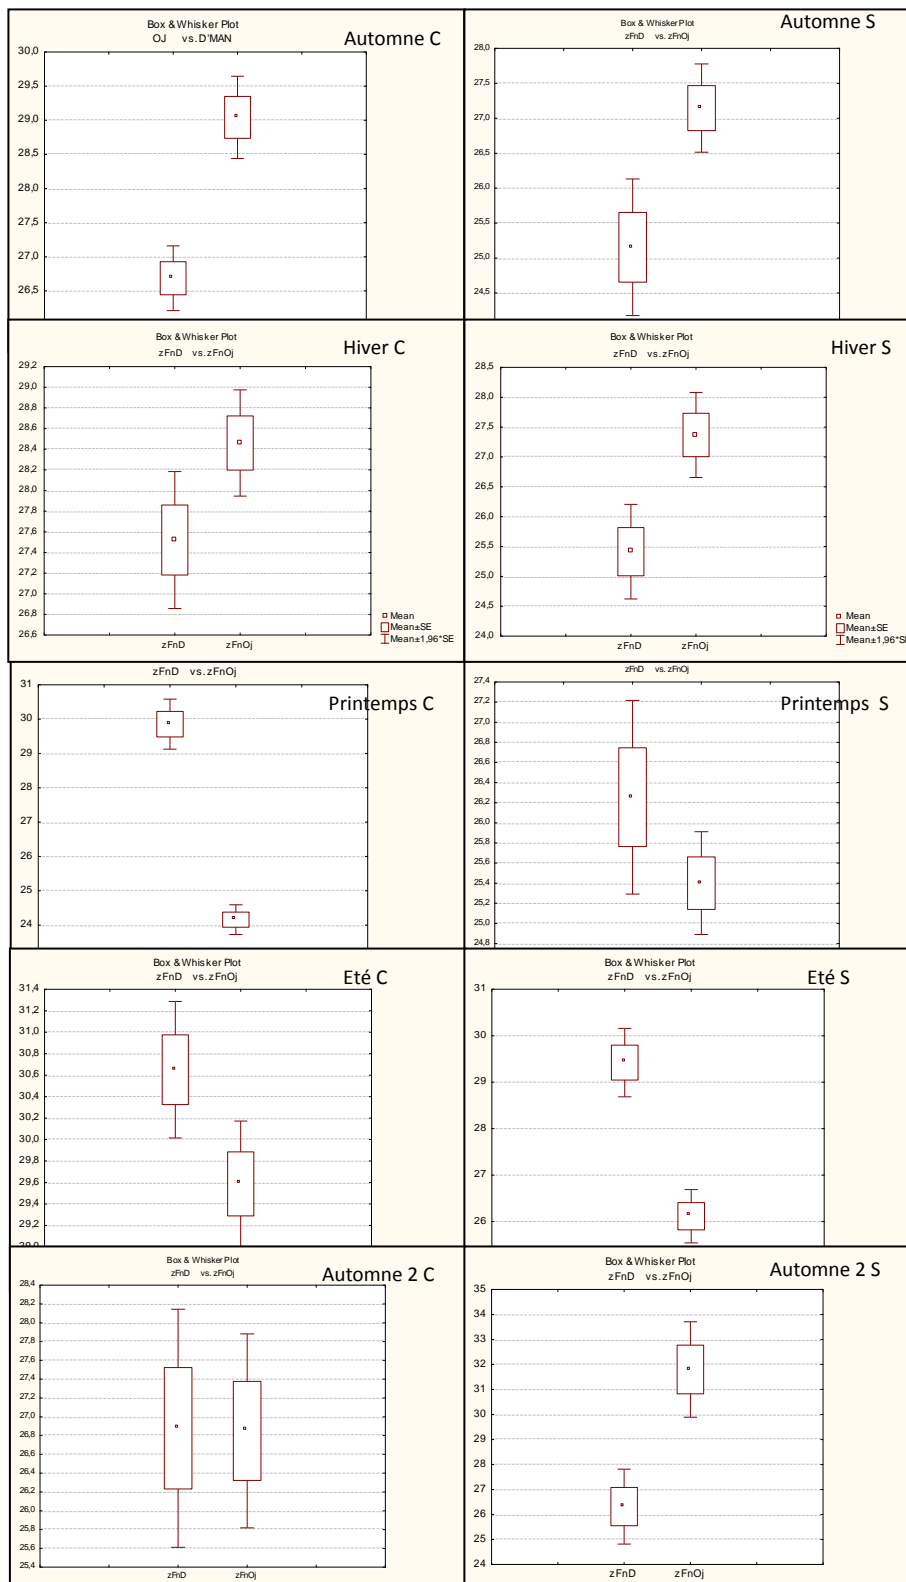 Box & Whisker Plot
OJ vs. D'MAN
Automne C
30,0
29,5
29,0
28,5
28,0
27,5
27,0
26,5
Box & Whisker Plot
zFnD vs. zFnOj
Automne S
28,0
27,5
27,0
26,5
26,0
25,5
25,0
24,5
Box & Whisker Plot
zFnD vs. zFnOj
Hiver C
29,2
29,0
28,8
28,6
28,4
28,2
28,0
27,8
27,6
27,4
27,2
27,0
26,8
26,6
zFnD zFnOj
Mean
Mean±SE
Mean±1,96*SE
Box & Whisker Plot
zFnD vs. zFnOj
Hiver S
28,5
28,0
27,5
27,0
26,5
26,0
25,5
25,0
24,5
24,0
zFnD zFnOj
Mean
Mean±SE
Mean±1,96*SE
zFnD vs. zFnOj
Printemps C
31
30
29
28
27
26
25
24
zFnD vs. zFnOj
Printemps S
27,4
27,2
27,0
26,8
26,6
26,4
26,2
26,0
25,8
25,6
25,4
25,2
25,0
24,8
Box & Whisker Plot
zFnD vs. zFnOj
Eté C
31,4
31,2
31,0
30,8
30,6
30,4
30,2
30,0
29,8
29,6
29,4
29,2
29,0
Box & Whisker Plot
zFnD vs. zFnOj
Eté S
31
30
29
28
27
26
Box & Whisker Plot
zFnD vs. zFnOj
Automne 2 C
28,4
28,2
28,0
27,8
27,6
27,4
27,2
27,0
26,8
26,6
26,4
26,2
26,0
25,8
25,6
25,4
zFnD zFnOj
Box & Whisker Plot
zFnD vs. zFnOj
Automne 2 S
35
34
33
32
31
30
29
28
27
26
25
24
zFnD zFnOj